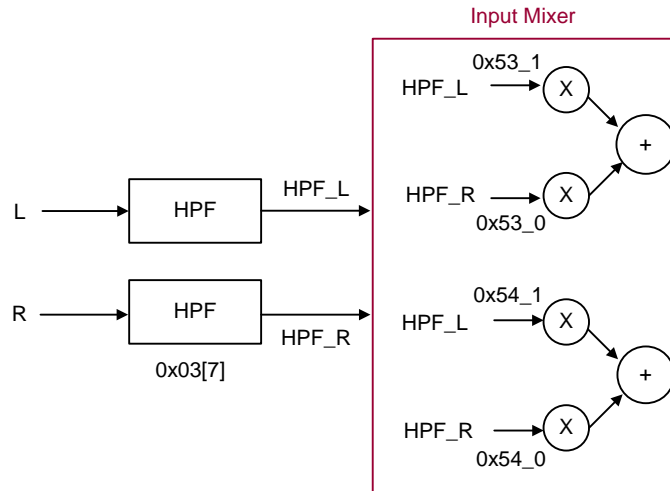 Input Mixer
0x53_1
HPF_L
X
+
HPF_L
HPF_R
X
L
HPF
0x53_0
0x54_1
R
HPF
HPF_L
X
HPF_R
0x03[7]
+
HPF_R
X
0x54_0